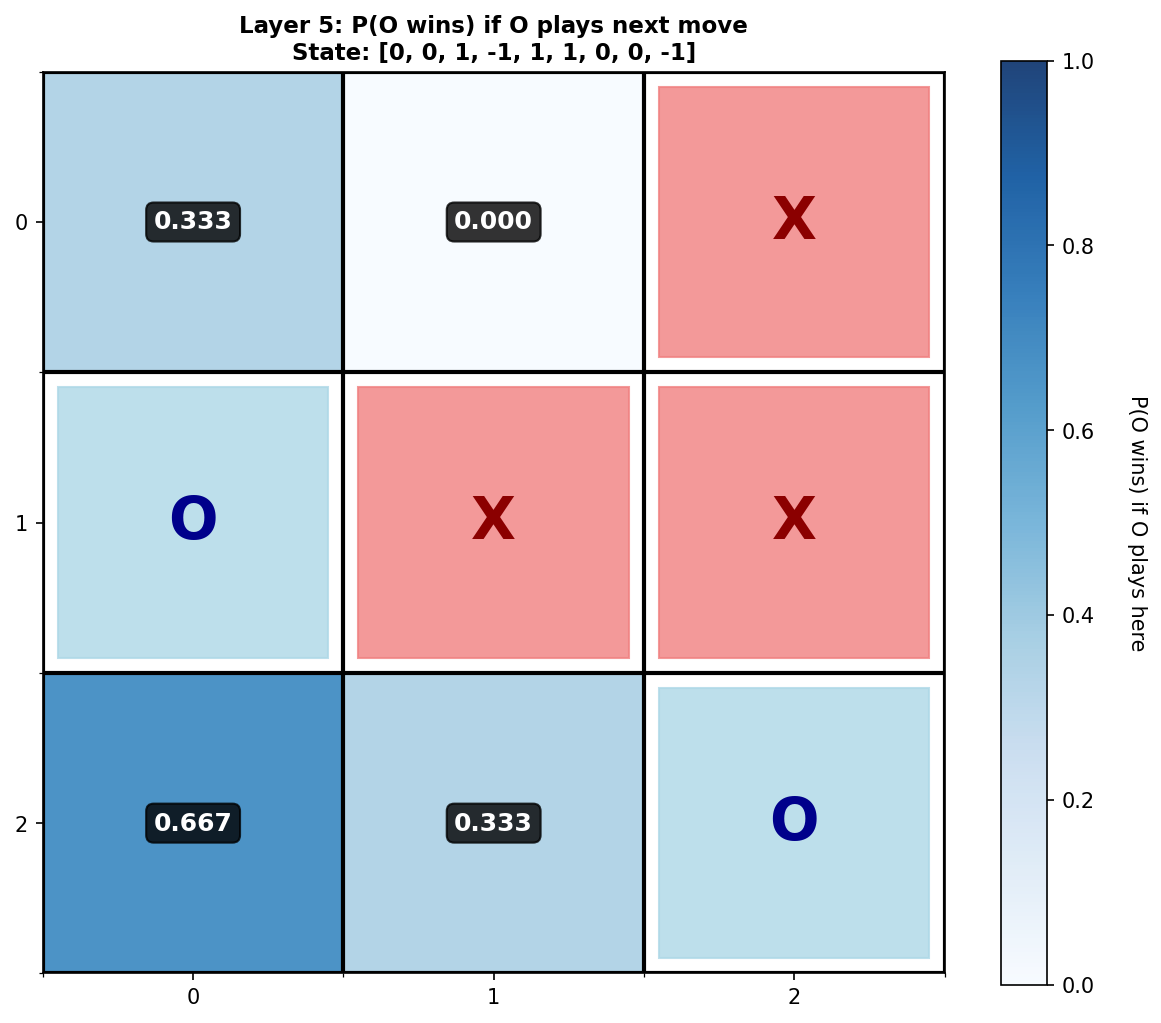 Layer 5: P(O wins) if O plays next move
State: [0, 0, 1, -1, 1, 1, 0, 0, -1]
0.333
0.000
X
O
X
X
0.667
0.333
O
0
1
2
0
1
2
1.0
0.8
0.6
0.4
0.2
0.0
P(O wins) if O plays here